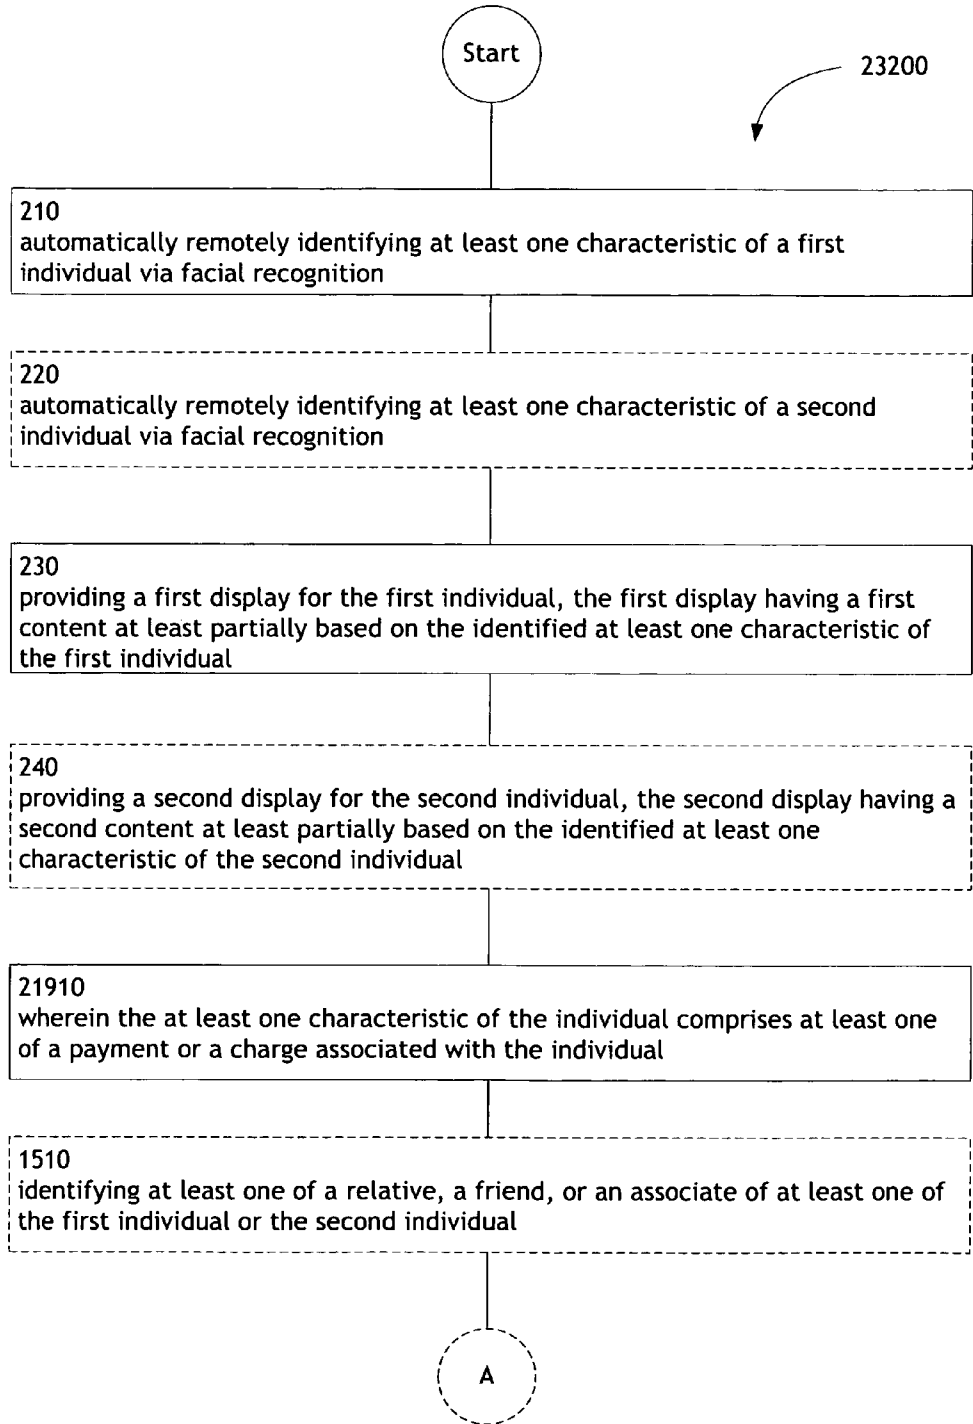 Start
23200
210
automatically remotely identifying at least one characteristic of a first
individual via facial recognition
220
automatically remotely identifying at least one characteristic of a second
individual via facial recognition
230
providing a first display for the first individual, the first display having a first
content at least partially based on the identified at least one characteristic of
the first individual
240
providing a second display for the second individual, the second display having a
second content at least partially based on the identified at least one
characteristic of the second individual
21910
wherein the at least one characteristic of the individual comprises at least one
of a payment or a charge associated with the individual
1510
identifying at least one of a relative, a friend, or an associate of at least one of
the first individual or the second individual
A